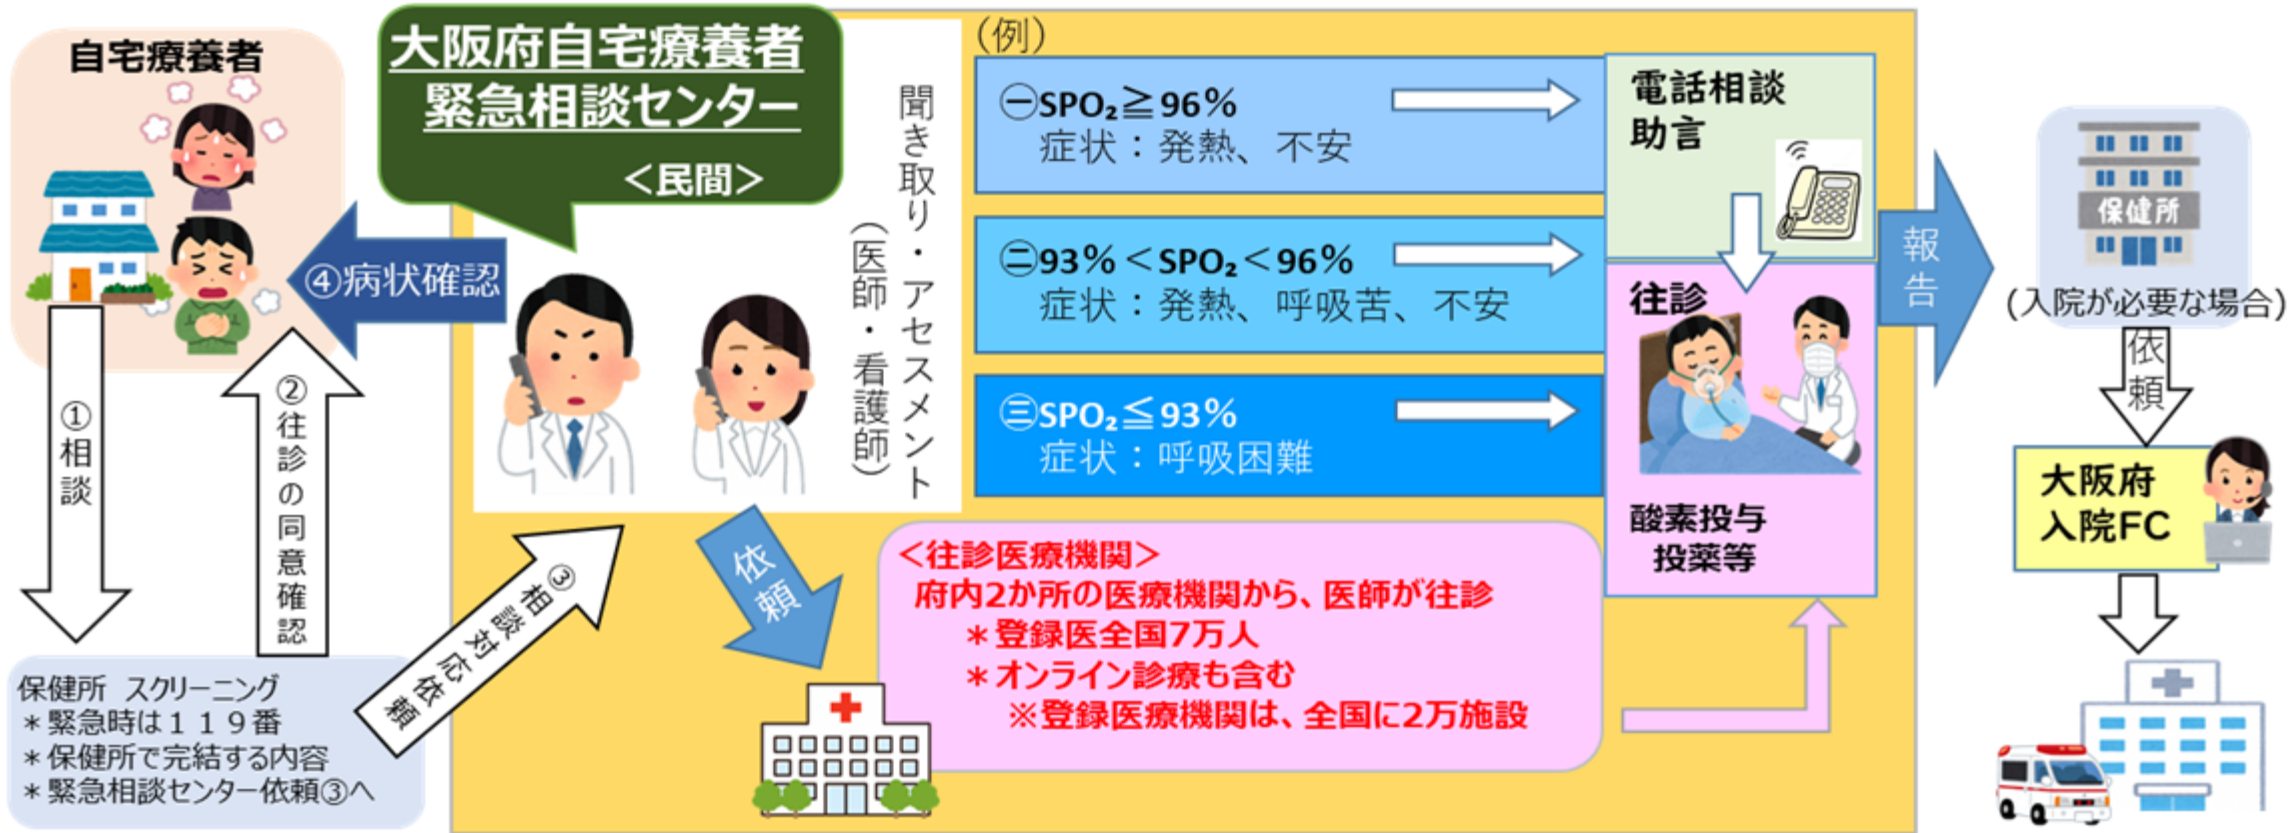 自宅療養者
①相談
②往診の同意確認
保健所 スクリーニング
＊緊急時は１１９番
＊保健所で完結する内容
＊緊急相談センター依頼③へ
③相談対応依頼
④病状確認
大阪府自宅療養者
緊急相談センター
＜民間＞
聞き取り・アセスメント
（医師・看護師）
依頼
（例）
㊀SPO₂≧96％
症状：発熱、不安
㊁93％＜SPO₂＜96％
症状：発熱、呼吸苦、不安
㊂SPO₂≦93％
症状：呼吸困難
電話相談
助言
往診
酸素投与
投薬等
＜往診医療機関＞
府内2か所の医療機関から、医師が往診
＊登録医全国7万人
＊オンライン診療も含む
※登録医療機関は、全国に2万施設
報告
保健所
(入院が必要な場合)
依頼
大阪府
入院FC